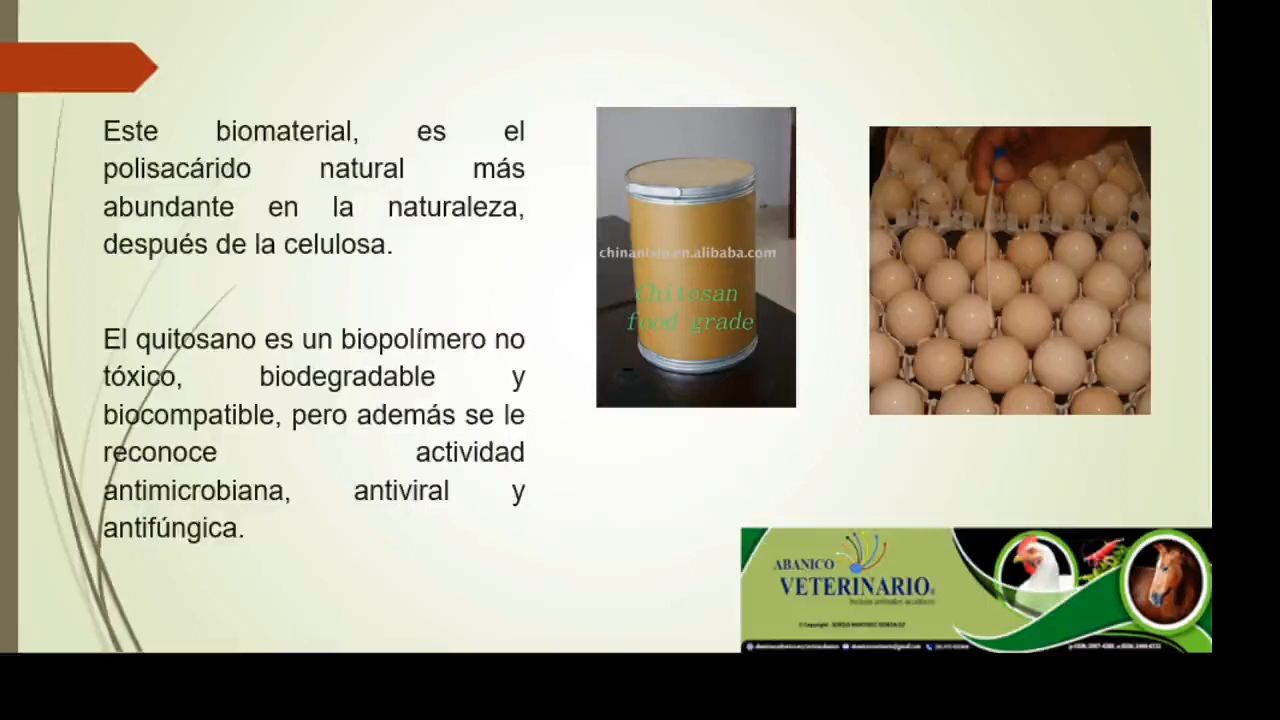 Este biomaterial, es el
polisacárido natural más
abundante en la naturaleza,
después de la celulosa.
El quitosano es un biopolímero no
tóxico, biodegradable y
biocompatible, pero además se le
reconoce actividad
antimicrobiana, antiviral y
antifúngica.
.en.alibaba.com
Chitosan
food grade
ABANICO
VETERINARIO